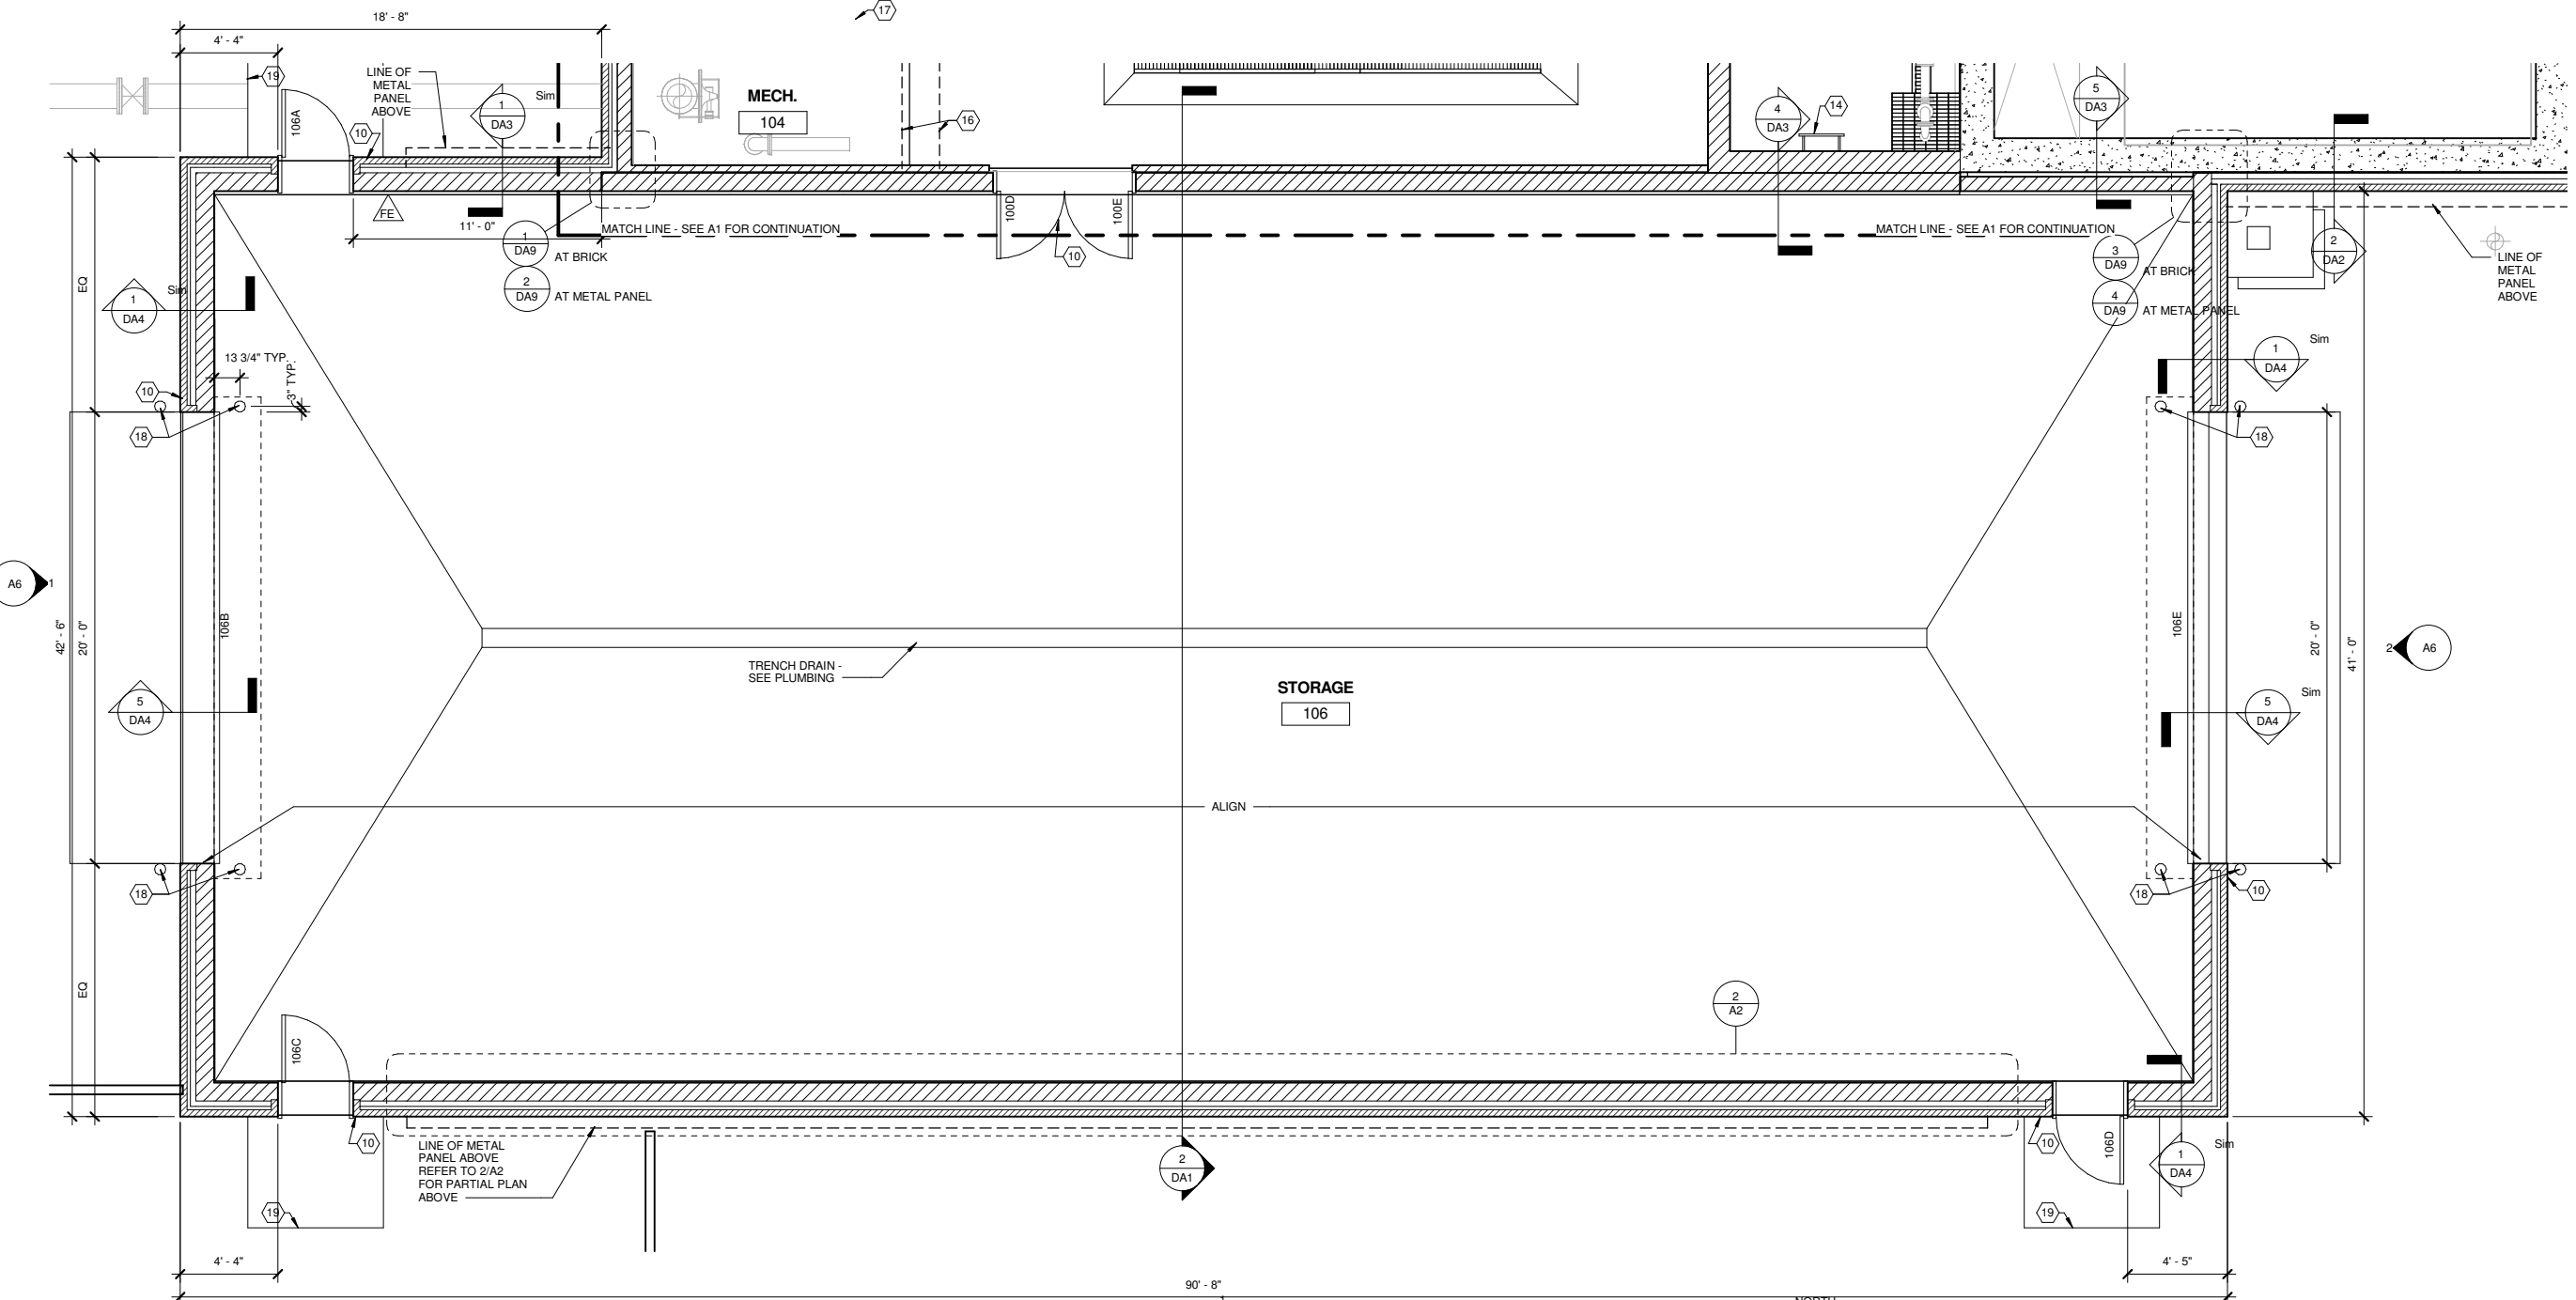 18' - 8"
17
4' - 4"
19
LINE OF
METAL
PANEL
ABOVE
1
DA3
Sim
MECH.
104
106A
10
16
4
DA3
14
5
DA3
FE
11' - 0"
100D
100E
10
MATCH LINE - SEE A1 FOR CONTINUATION
MATCH LINE - SEE A1 FOR CONTINUATION
1
DA9
AT BRICK
2
DA9
AT METAL PANEL
3
DA9
AT BRICK
4
DA9
AT METAL PANEL
2
DA2
LINE OF
METAL
PANEL
ABOVE
EQ
1
DA4
Sim
13 3/4" TYP.
3" TYP.
10
18
1
DA4
Sim
18
A6
1
42' - 6"
20' - 0"
106B
TRENCH DRAIN -
SEE PLUMBING
STORAGE
106
106E
20' - 0"
41' - 0"
2
A6
5
DA4
5
DA4
Sim
ALIGN
18
18
10
EQ
2
A2
106C
10
LINE OF METAL
PANEL ABOVE
REFER TO 2/A2
FOR PARTIAL PLAN
ABOVE
2
DA1
10
106D
1
DA4
Sim
19
19
4' - 4"
4' - 5"
90' - 8"
NORTH